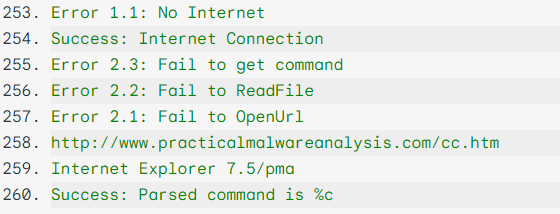 253. Error 1.1: No Internet
254. Success: Internet Connection
255. Error 2.3: Fail to get command
256. Error 2.2: Fail to ReadFile
257. Error 2.1: Fail to OpenUrl
258. http://www.practicalmalwareanalysis.com/cc.htm
259. Internet Explorer 7.5/pma
260. Success: Parsed command is %c